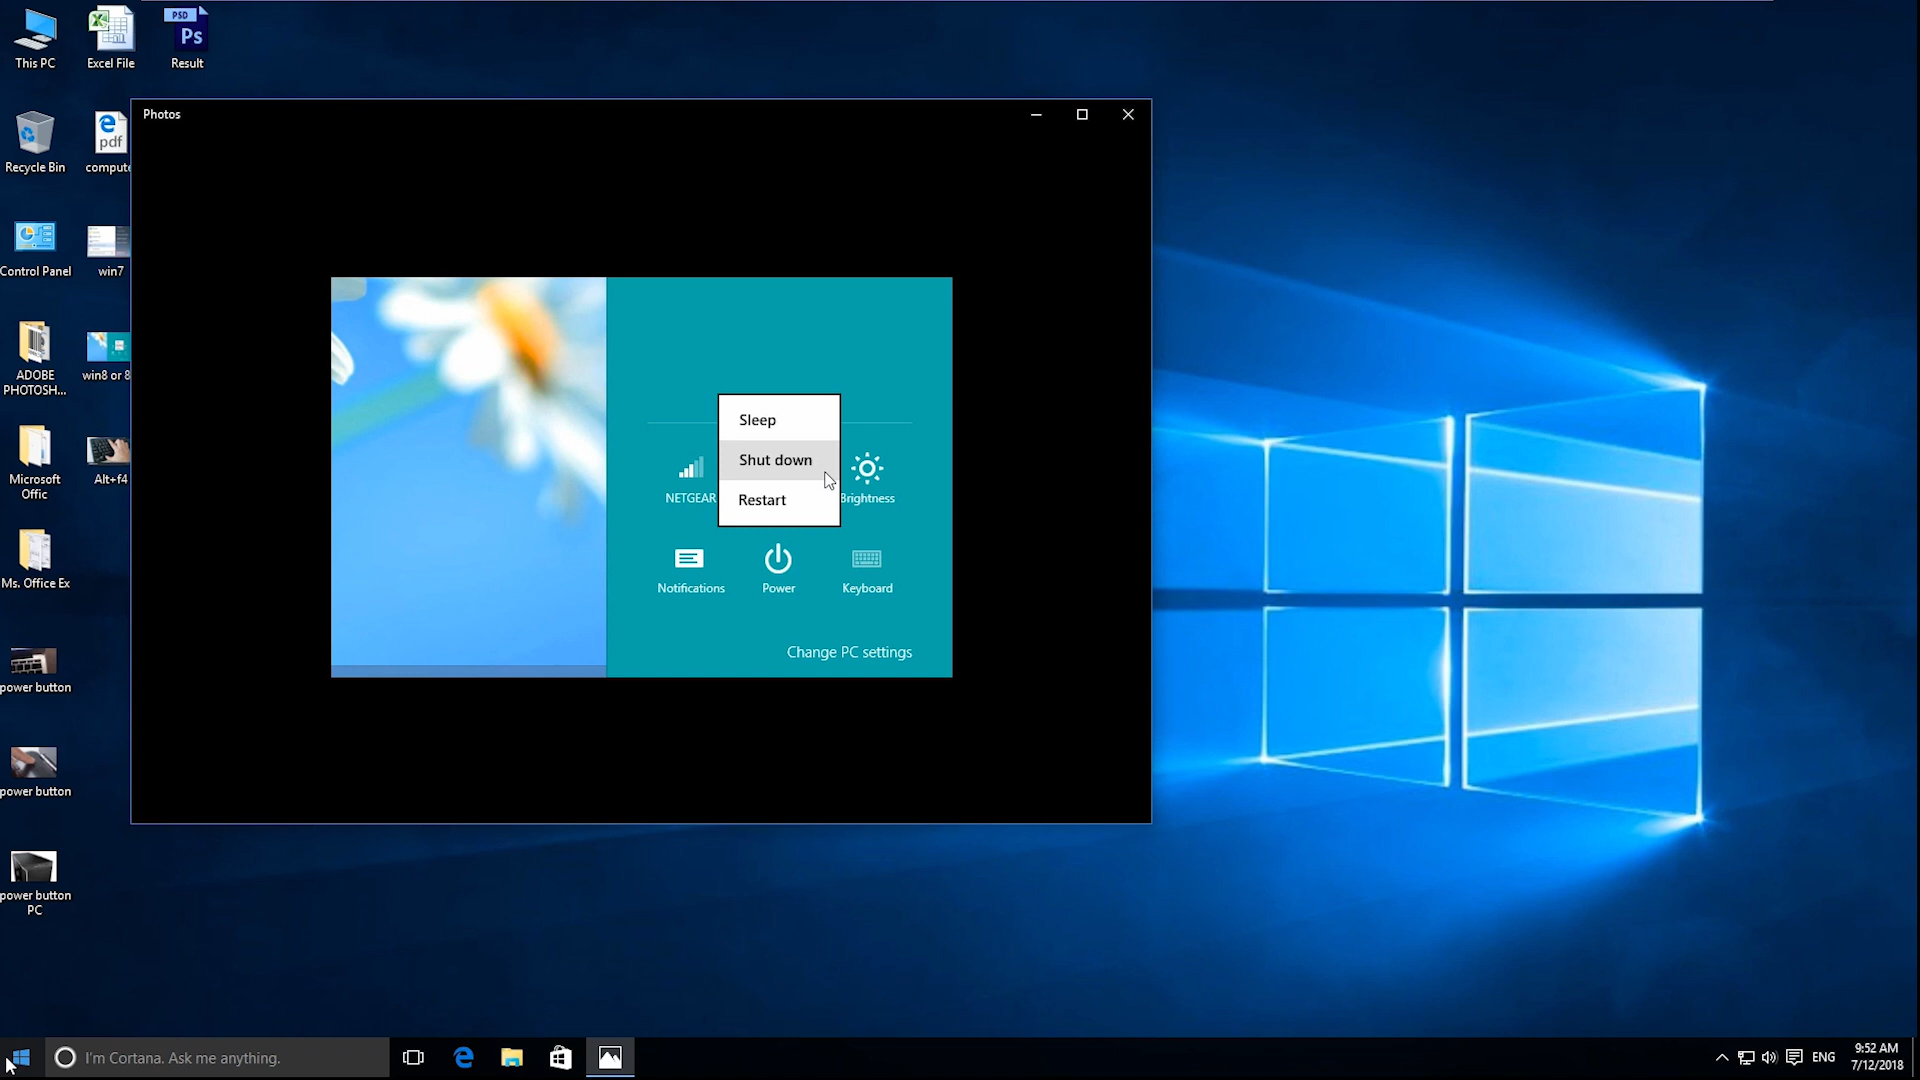 This PC
Excel File
PSD
Ps
Result
Photos
Recycle Bin
pdf
compute
Control Panel
win7
ADOBE
PHOTOSH...
win8 or 8
Microsoft
Offic
Alt+f4
Ms. Office Ex
power button
power button
power button
PC
Sleep
Shut down
Restart
NETGEAR
Brightness
Notifications
Power
Keyboard
Change PC settings
I'm Cortana. Ask me anything.
ENG
9:52 AM
7/12/2018